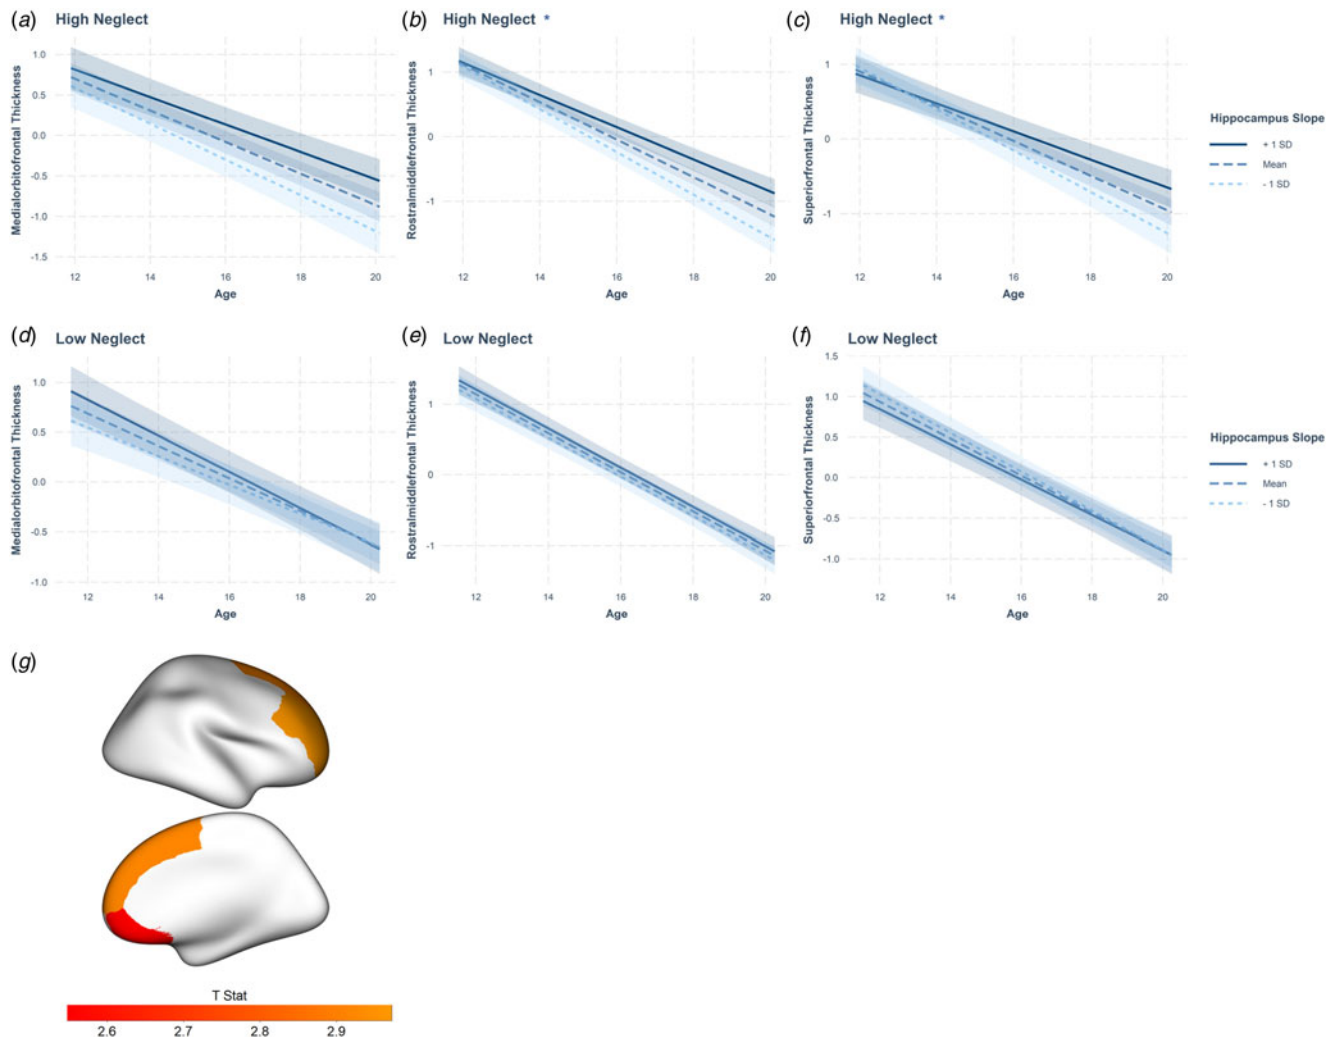 (a) High Neglect
(b) High Neglect *
(c) High Neglect *
Medialorbitofrontal Thickness
1.0
0.5
0.0
-0.5
-1.0
-1.5
12 14 16 18 20
Age
Rostralmiddlefrontal Thickness
1
0
-1
12 14 16 18 20
Age
Superiorfrontal Thickness
1
0
-1
12 14 16 18 20
Age
Hippocampus Slope
+ 1 SD
Mean
- 1 SD
(d) Low Neglect
(e) Low Neglect
(f) Low Neglect
Medialorbitofrontal Thickness
1.0
0.5
0.0
-0.5
-1.0
12 14 16 18 20
Age
Rostralmiddlefrontal Thickness
1
0
-1
12 14 16 18 20
Age
Superiorfrontal Thickness
1.5
1.0
0.5
0.0
-0.5
-1.0
12 14 16 18 20
Age
Hippocampus Slope
+ 1 SD
Mean
- 1 SD
(g)
T Stat
2.6 2.7 2.8 2.9